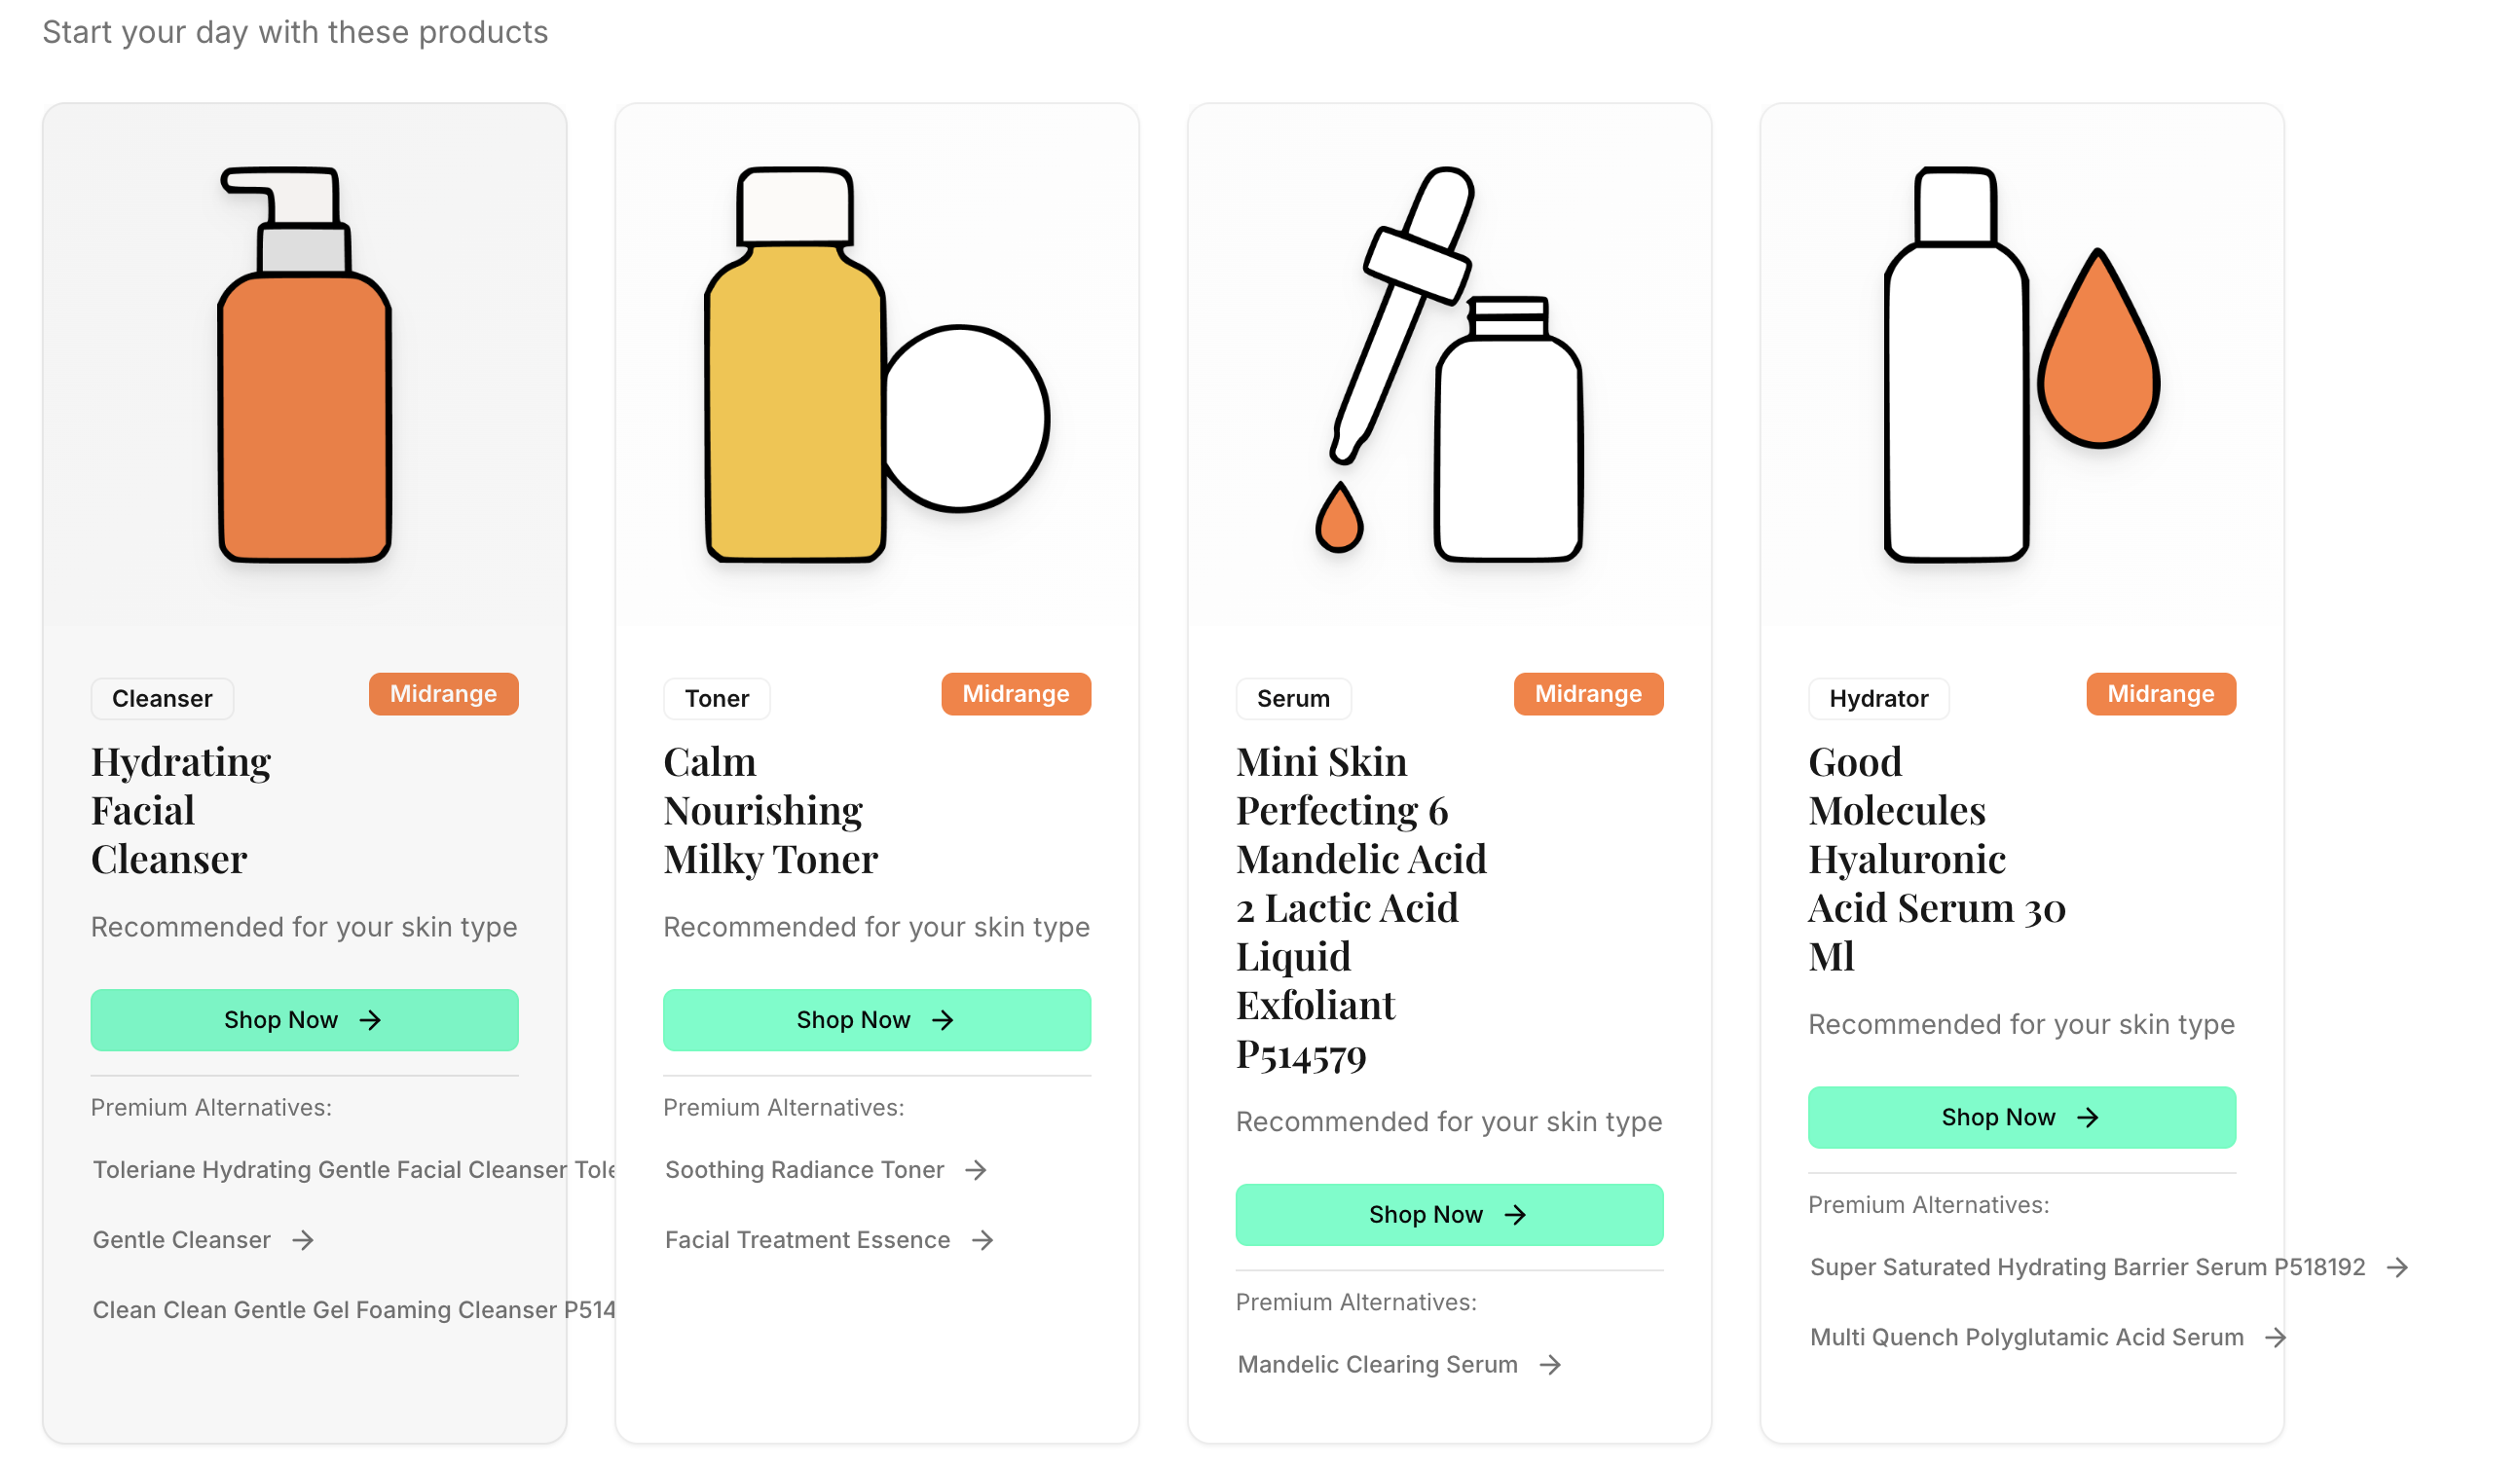 Start your day with these products
Cleanser
Midrange
Hydrating
Facial
Cleanser
Recommended for your skin type
Shop Now
Premium Alternatives:
Toleriane Hydrating Gentle Facial Cleanser
Gentle Cleanser
Clean Clean Gentle Gel Foaming Cleanser P514
Toner
Midrange
Calm
Nourishing
Milky Toner
Recommended for your skin type
Shop Now
Premium Alternatives:
Soothing Radiance Toner
Facial Treatment Essence
Serum
Midrange
Mini Skin
Perfecting 6
Mandelic Acid
2 Lactic Acid
Liquid
Exfoliant
P514579
Recommended for your skin type
Shop Now
Premium Alternatives:
Mandelic Clearing Serum
Hydrator
Midrange
Good
Molecules
Hyaluronic
Acid Serum 30
Ml
Recommended for your skin type
Shop Now
Premium Alternatives:
Super Saturated Hydrating Barrier Serum P518192
Multi Quench Polyglutamic Acid Serum